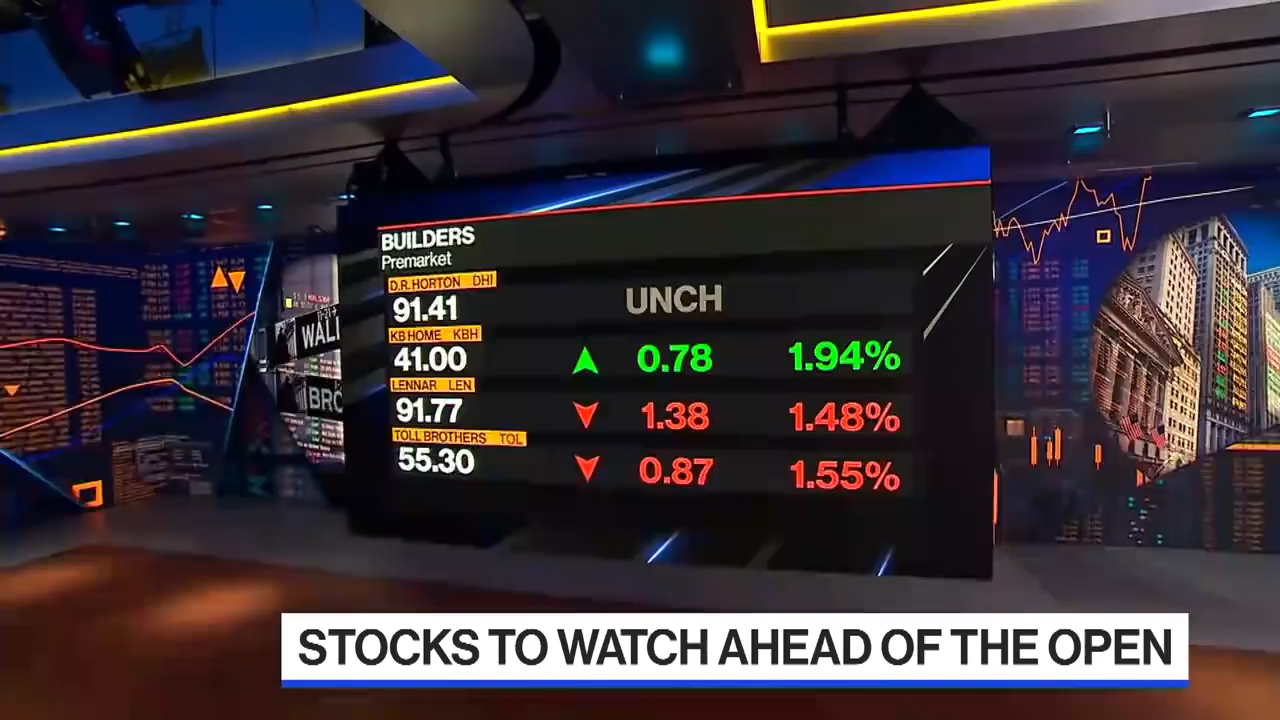 BUILDERS
Premarket
D.R. HORTON DHI
91.41 UNCH
KB HOME KBH
41.00 0.78 1.94%
LENNAR LEN
91.77 1.38 1.48%
TOLL BROTHERS TOL
55.30 0.87 1.55%
WALL
BRO
STOCKS TO WATCH AHEAD OF THE OPEN